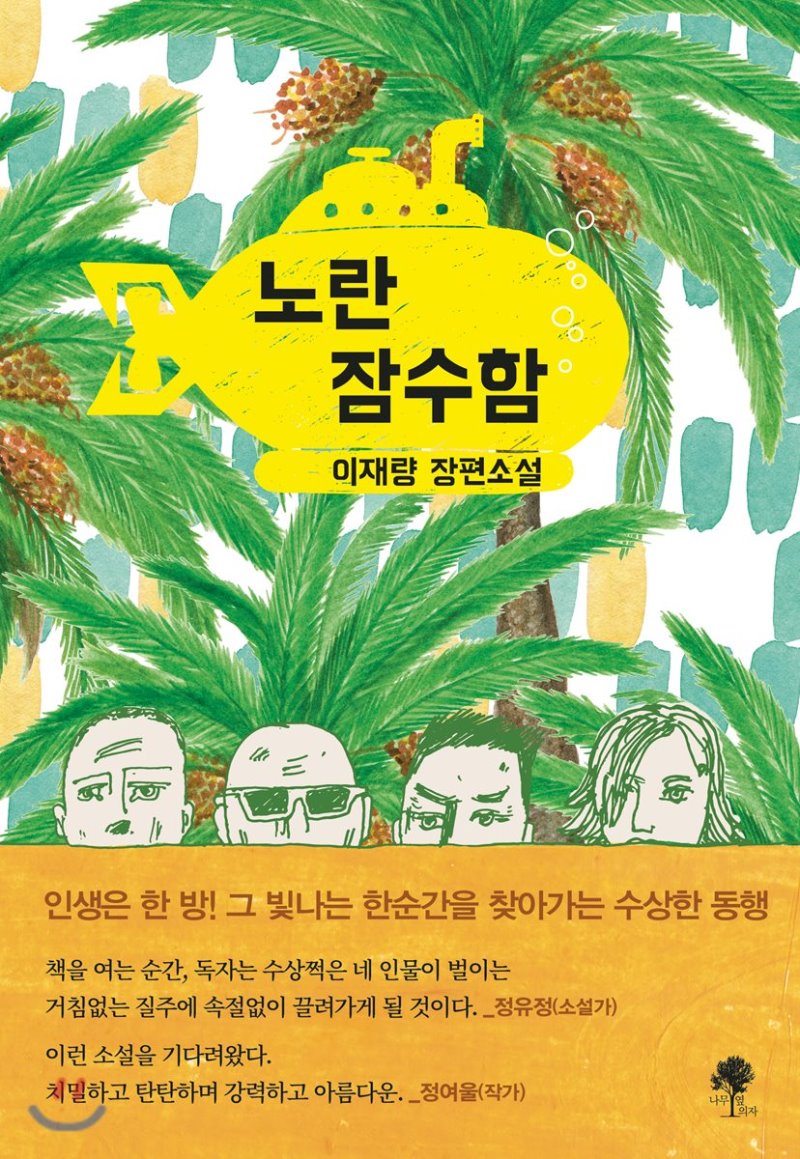 노란
잠수함
이재량 장편소설
인생은 한 방! 그 빛나는 한순간을 찾아가는 수상한 동행
책을 여는 순간, 독자는 수상쩍은 네 인물이 벌이는
거침없는 질주에 속절없이 끌려가게 될 것이다. _정유정(소설가)
이런 소설을 기다려왔다.
치밀하고 탄탄하며 강력하고 아름다운. _정여울(작가)
나무옆
의자